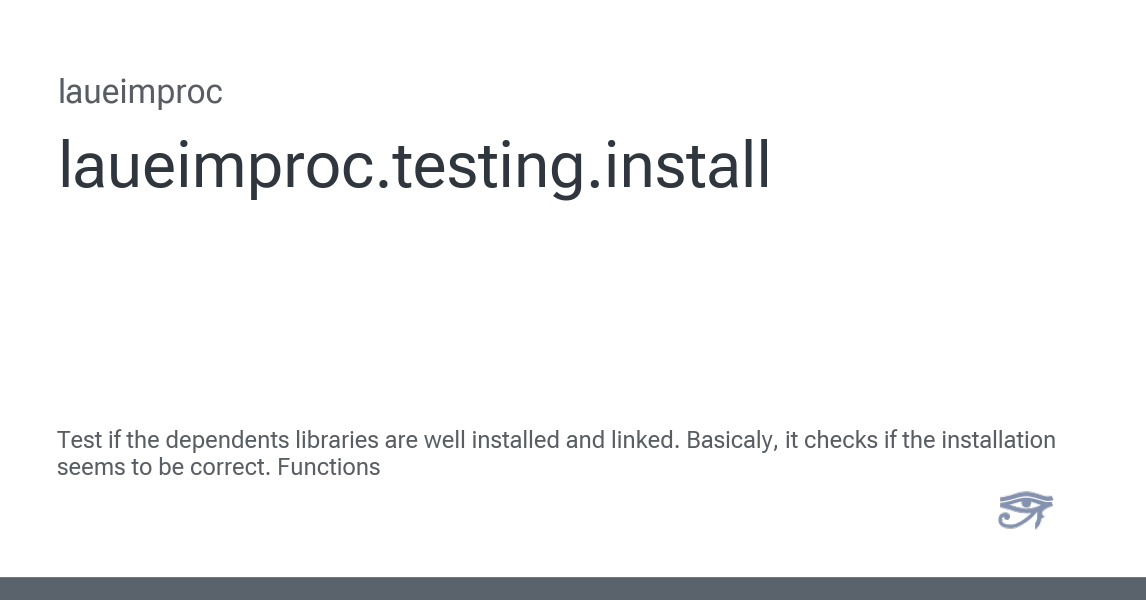 laueimproc
laueimproc.testing.install
Test if the dependents libraries are well installed and linked. Basicaly, it checks if the installation
seems to be correct. Functions